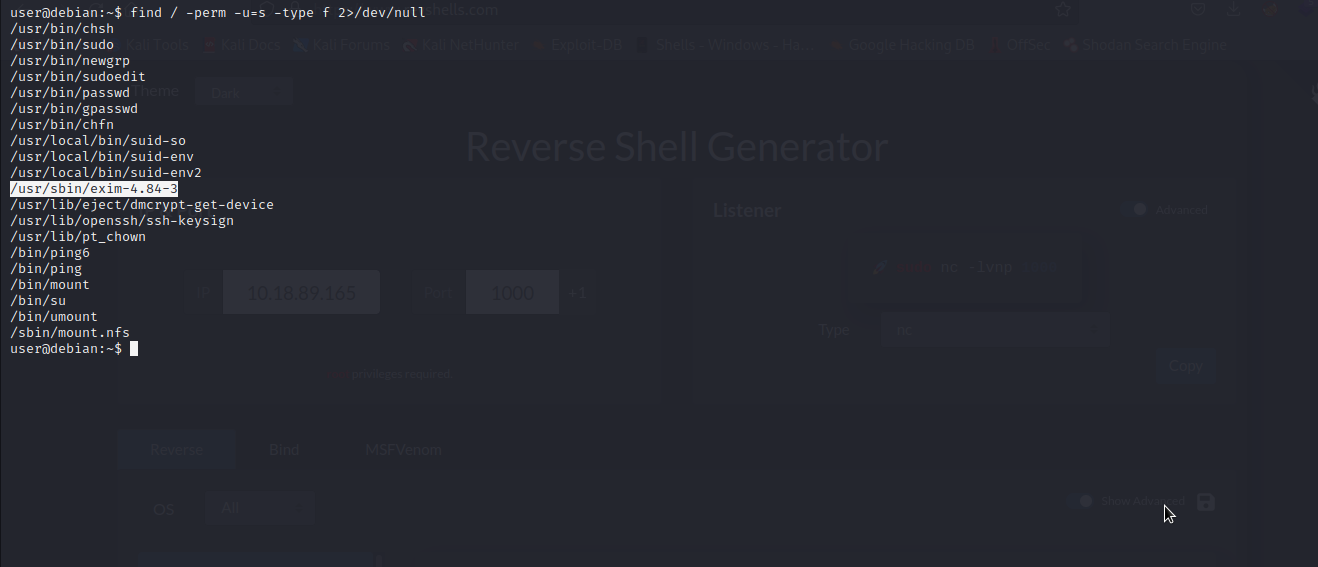 user@debian:~$ find / -perm -u=s -type f 2>/dev/null
shells.com
/usr/bin/chsh
/usr/bin/sudo
Kali Tools Kali Docs Kali Forums Kali NetHunter Exploit-DB Shells - Windows - Ha... Google Hacking DB OffSec Shodan Search Engine
/usr/bin/newgrp
/usr/bin/sudoedit
/usr/bin/passwd
Theme Dark
/usr/bin/gpasswd
/usr/bin/chfn
/usr/local/bin/suid-so
Reverse Shell Generator
/usr/local/bin/suid-env
/usr/local/bin/suid-env2
/usr/sbin/exim-4.84-3
/usr/lib/eject/dmcrypt-get-device
Listener Advanced
/usr/lib/openssh/ssh-keysign
/usr/lib/pt_chown
/bin/ping6
/bin/ping
nc -lvnp
/bin/mount
IP 10.18.89.165 Port 1000 +1
/bin/su
/bin/umount
/sbin/mount.nfs
Type nc
user@debian:~$
Copy
privileges required.
Reverse Bind MSFVenom
OS All Show Advanced